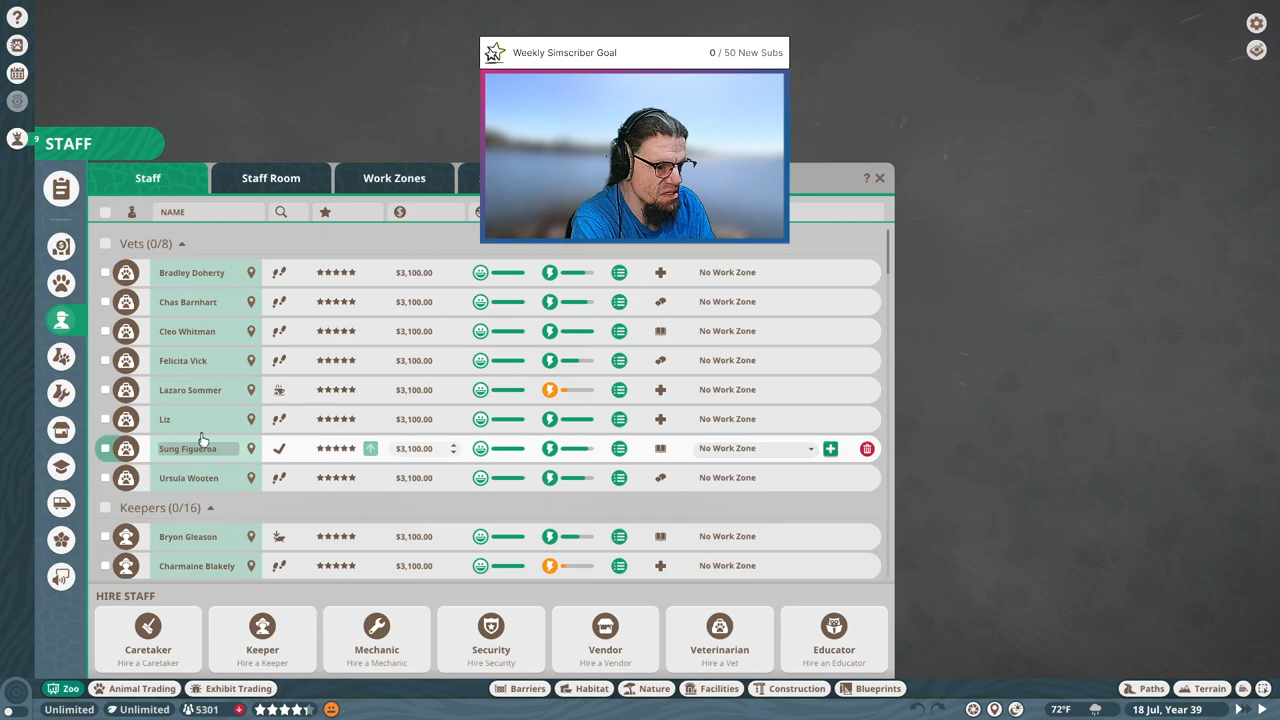 Weekly Simscriber Goal 0 / 50 New Subs
9
STAFF
Staff Staff Room Work Zones
? ×
NAME
Vets (0/8)
Bradley Doherty $3,100.00 No Work Zone
Chas Barnhart $3,100.00 No Work Zone
Cleo Whitman $3,100.00 No Work Zone
Felicita Vick $3,100.00 No Work Zone
Lazaro Sommer $3,100.00 No Work Zone
Liz $3,100.00 No Work Zone
Sung Figueroa $3,100.00 No Work Zone
Ursula Wooten $3,100.00 No Work Zone
Keepers (0/16)
Bryon Gleason $3,100.00 No Work Zone
Charmaine Blakely $3,100.00 No Work Zone
HIRE STAFF
Caretaker Keeper Mechanic Security Vendor Veterinarian Educator
Hire a Caretaker Hire a Keeper Hire a Mechanic Hire Security Hire a Vendor Hire a Vet Hire an Educator
Zoo Animal Trading Exhibit Trading Barriers Habitat Nature Facilities Construction Blueprints Paths Terrain
Unlimited Unlimited 5301 72°F 18 Jul, Year 39